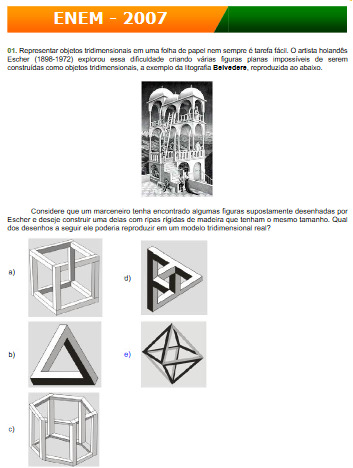 ENEM - 2007
01. Representar objetos tridimensionais em uma folha de papel nem sempre é tarefa fácil. O artista holandês
Escher (1898-1972) explorou essa dificuldade criando várias figuras planas impossíveis de serem
construídas como objetos tridimensionais, a exemplo da litografia Belvedere, reproduzida ao abaixo.
Considere que um marceneiro tenha encontrado algumas figuras supostamente desenhadas por
Escher e deseje construir uma delas com ripas rígidas de madeira que tenham o mesmo tamanho. Qual
dos desenhos a seguir ele poderia reproduzir em um modelo tridimensional real?
a)
d)
b)
e)
c)